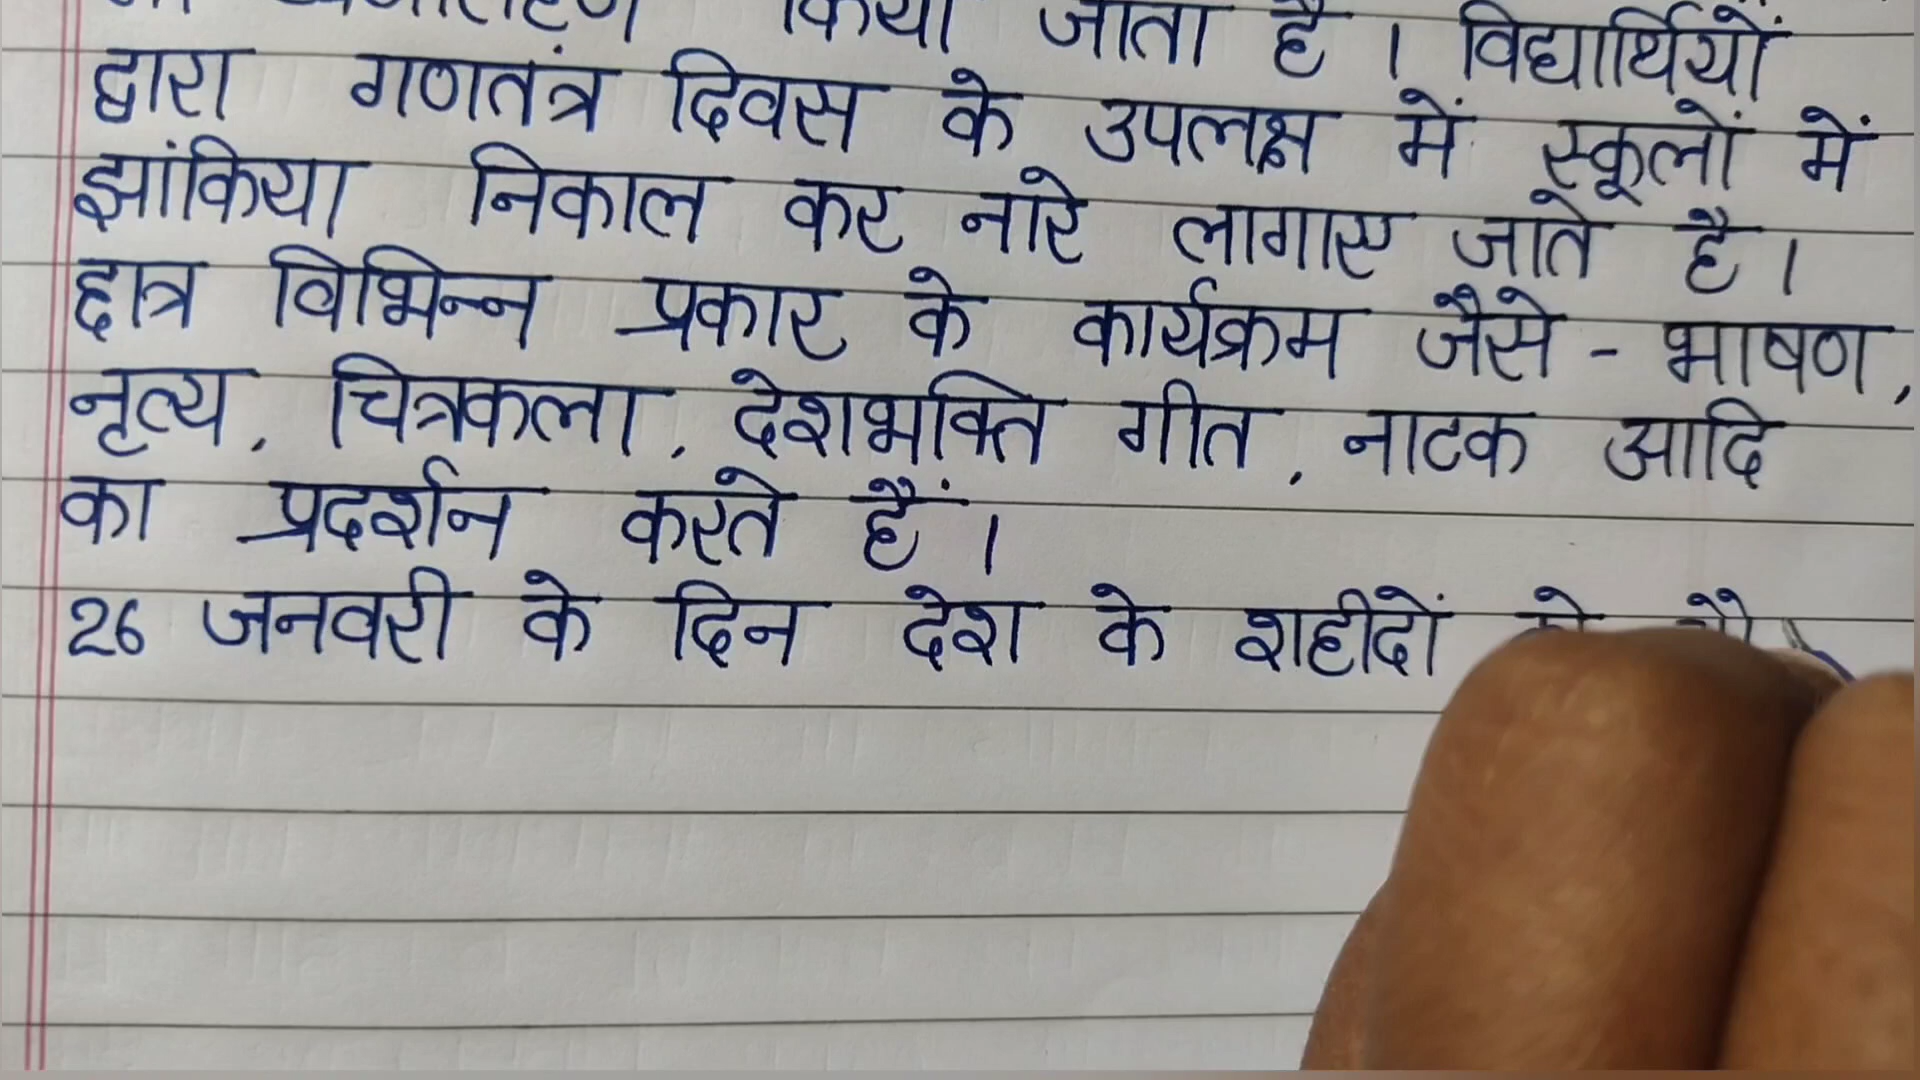 किया जाता है । विद्यार्थियों
द्वारा गणतंत्र दिवस के उपलक्ष में स्कूलों में
झांकिया निकाल कर नारे लागाए जाते है ।
छात्र विभिन्न प्रकार के कार्यक्रम जैसे - भाषण,
नृत्य, चित्रकला, देशभक्ति गीत, नाटक आदि
का प्रदर्शन करते हैं ।
26 जनवरी के दिन देश के शहीदों